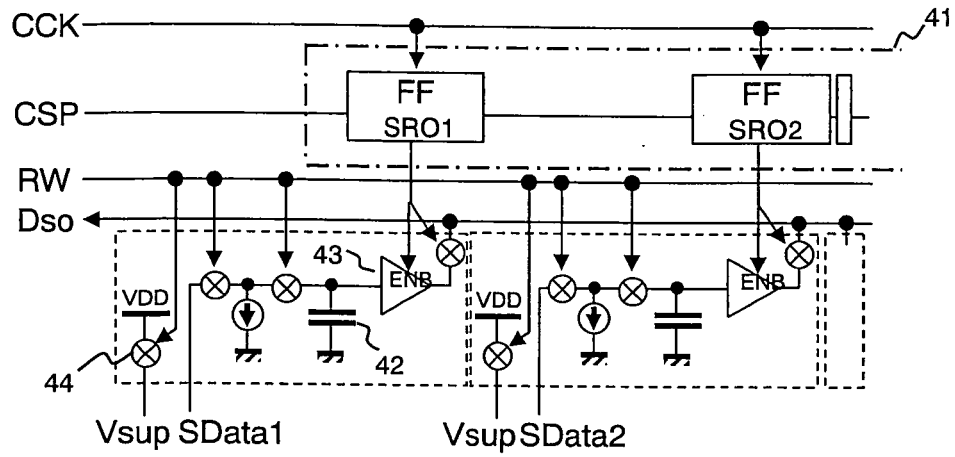 CCK
41
FF
SRO1
FF
SRO2
CSP
RW
Dso
43
ENB
ENB
VDD
VDD
44
42
Vsup SData1
Vsup SData2